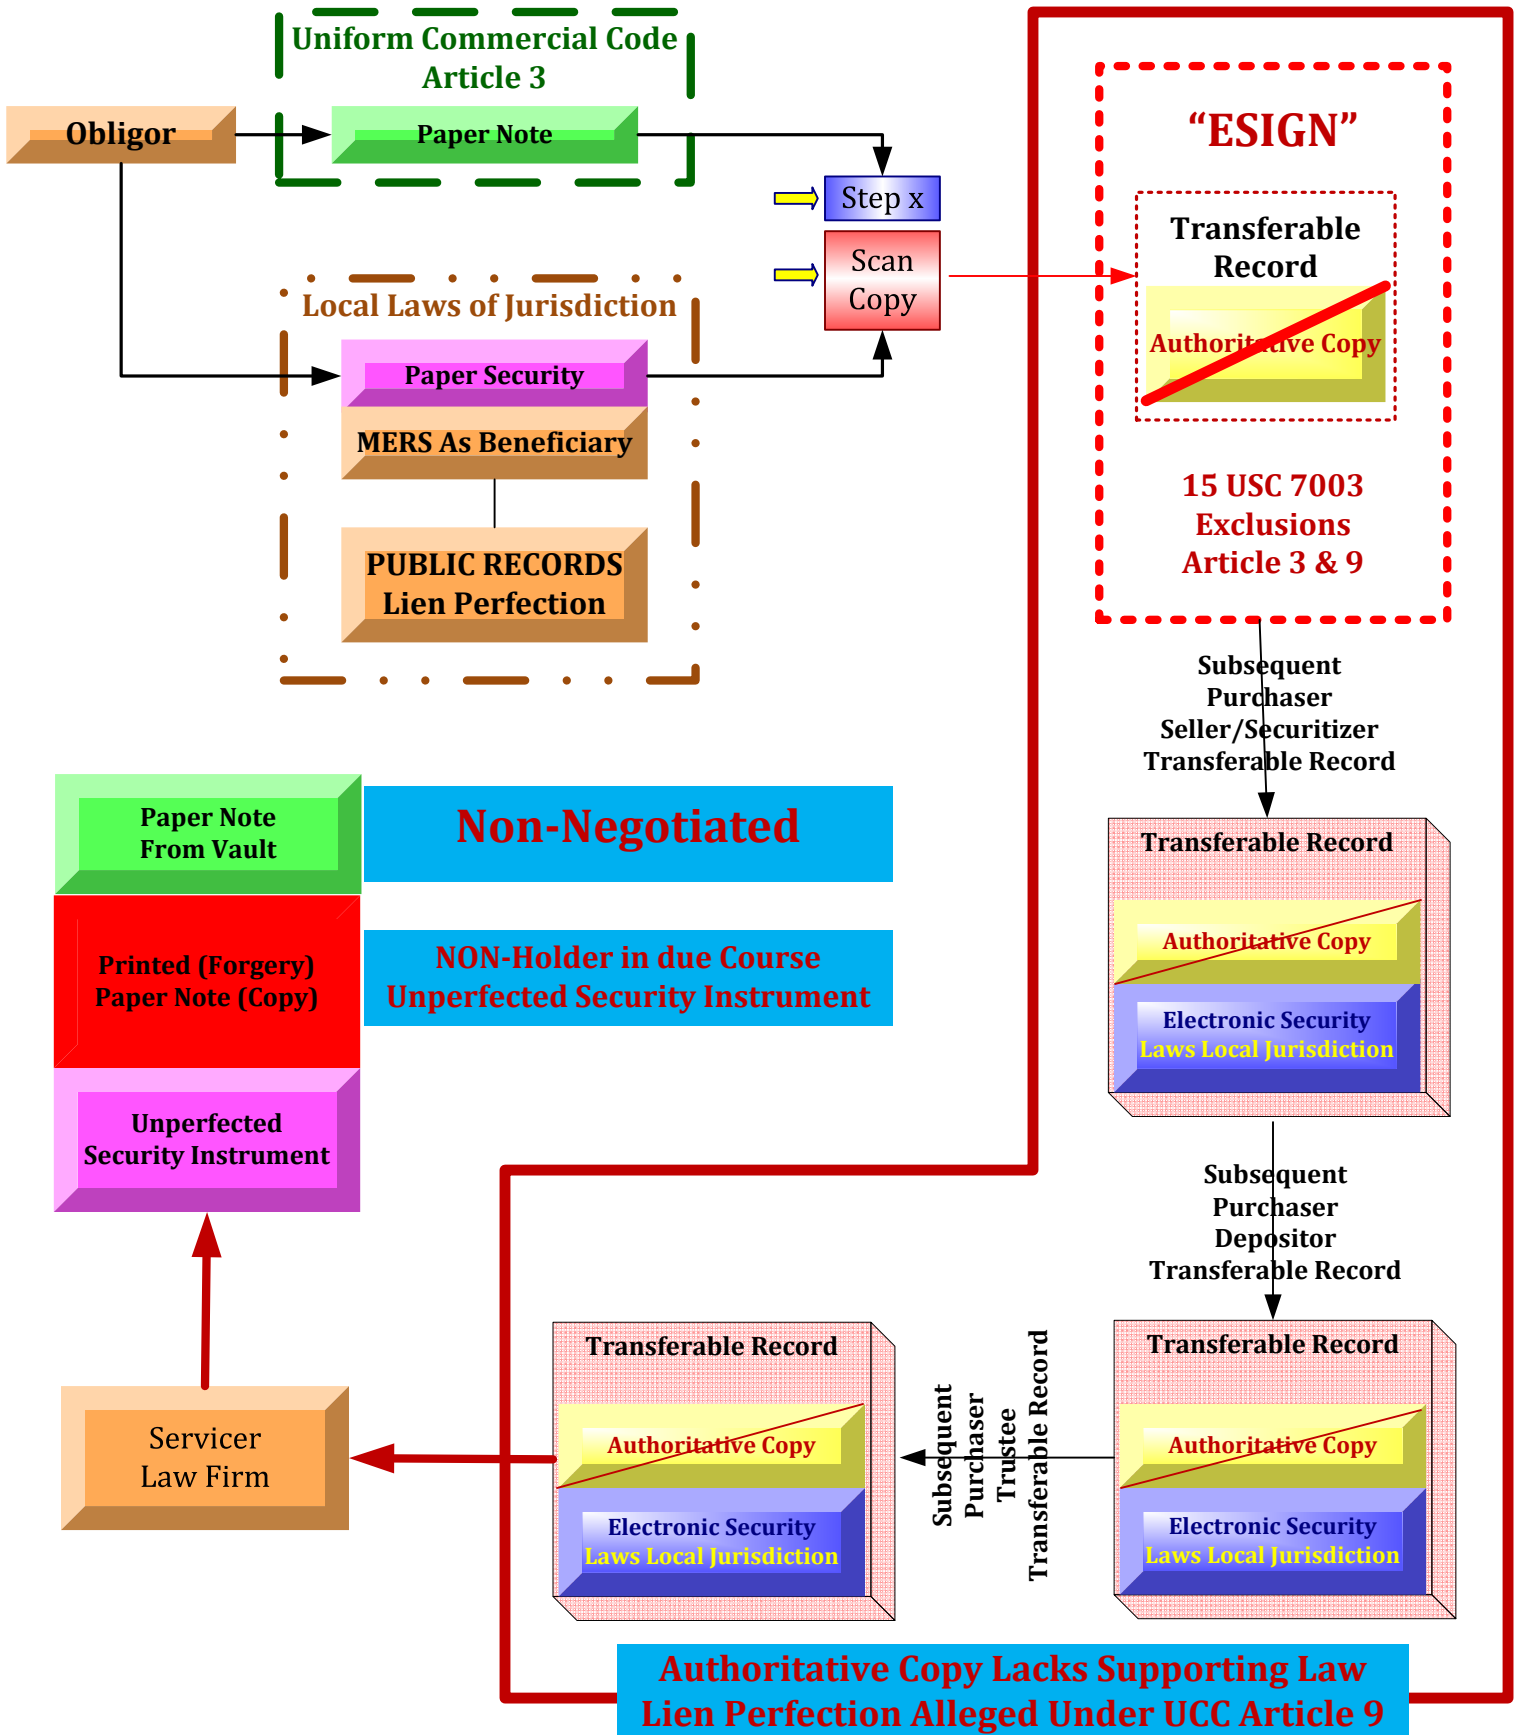 Uniform Commercial Code
Article 3
Obligor
Paper Note
Step x
Scan
Copy
“ESIGN”
Transferable
Record
Authoritative Copy
15 USC 7003
Exclusions
Article 3 & 9
Local Laws of Jurisdiction
Paper Security
MERS As Beneficiary
PUBLIC RECORDS
Lien Perfection
Subsequent
Purchaser
Seller/Securitizer
Transferable Record
Paper Note
From Vault
Non-Negotiated
Printed (Forgery)
Paper Note (Copy)
NON-Holder in due Course
Unperfected Security Instrument
Unperfected
Security Instrument
Transferable Record
Authoritative Copy
Electronic Security
Laws Local Jurisdiction
Subsequent
Purchaser
Depositor
Transferable Record
Transferable Record
Authoritative Copy
Electronic Security
Laws Local Jurisdiction
Subsequent
Purchaser
Trustee
Transferable Record
Transferable Record
Authoritative Copy
Electronic Security
Laws Local Jurisdiction
Servicer
Law Firm
Authoritative Copy Lacks Supporting Law
Lien Perfection Alleged Under UCC Article 9